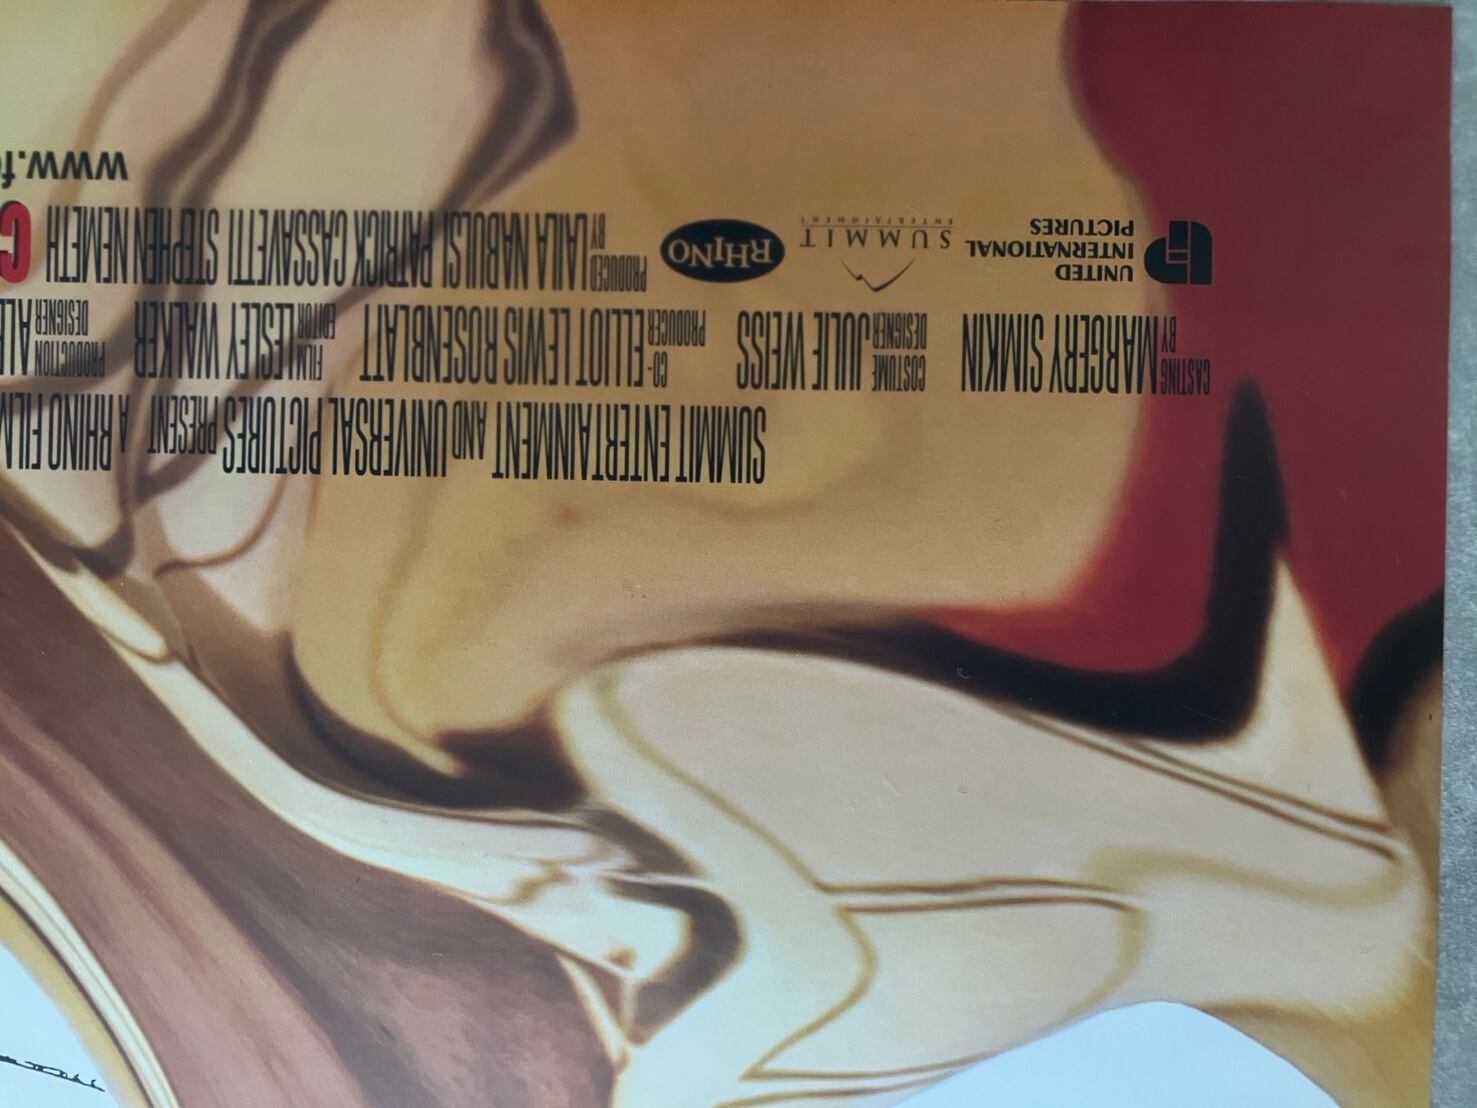 SUMMIT ENTERTAINMENT AND UNIVERSAL PICTURES PRESENT A RHINO FILM
CASTING BY MARGERY SIMKIN COSTUME DESIGNER JULIE WEISS CO-PRODUCER ELLIOT LEWIS ROSENBLATT FILM EDITOR LESLEY WALKER PRODUCTION DESIGNER
UNITED INTERNATIONAL PICTURES
SUMMIT ENTERTAINMENT
RHINO
PRODUCED BY LAILA NABULSI PATRICK CASSAVETTI STEPHEN NEMETH
www.f